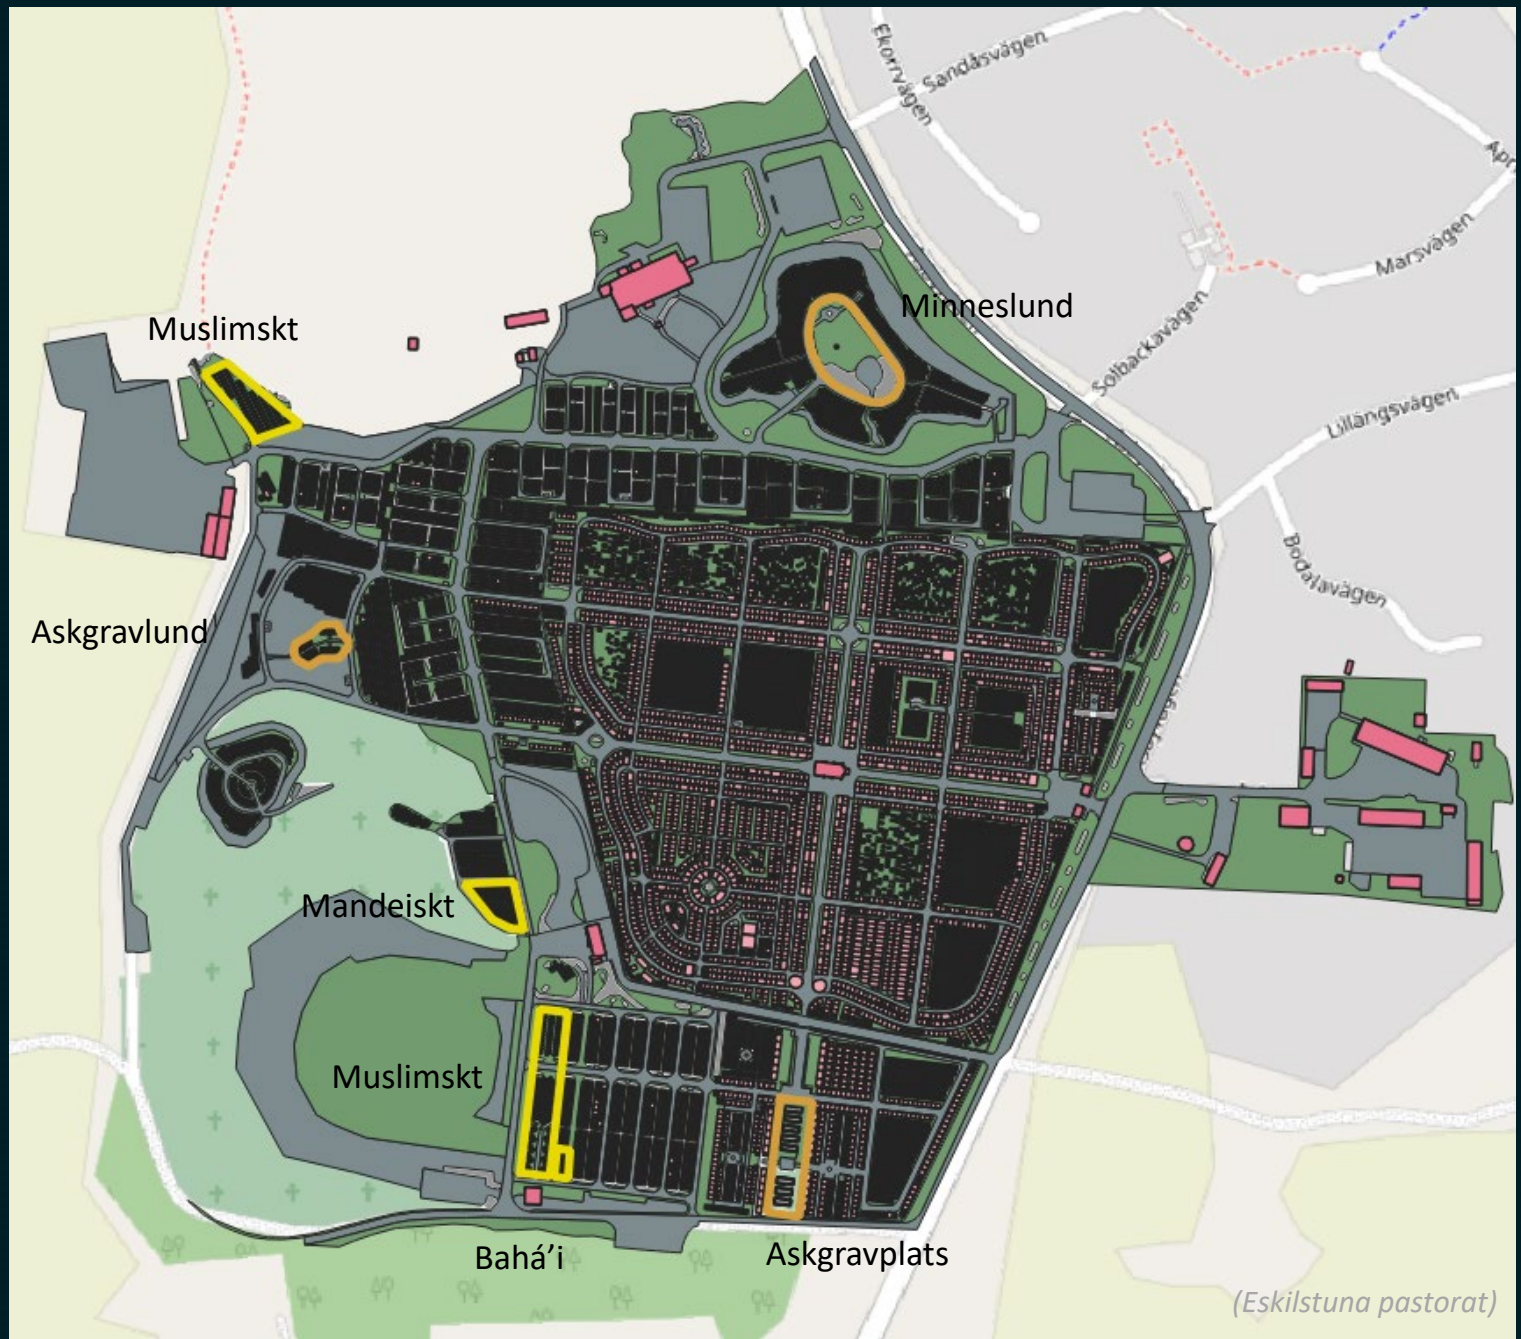 Ekorrvägen
Sandåsvägen
Marsvägen
Solbackavägen
Lillängsvägen
Bodalavägen
Muslimskt
Minneslund
Askgravlund
Mandeiskt
Muslimskt
Bahá’i
Askgravplats
(Eskilstuna pastorat)